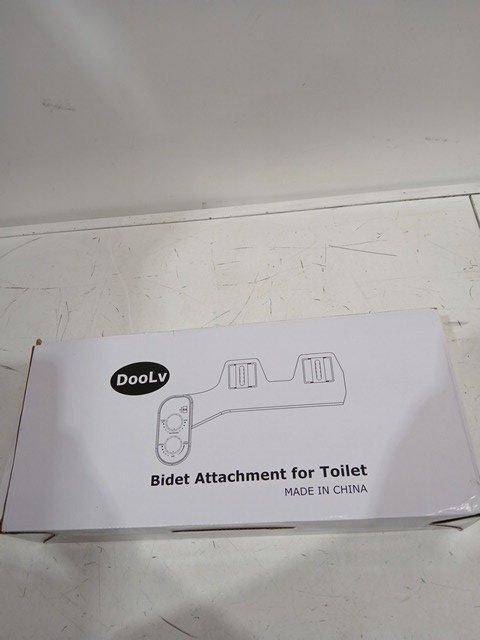 DooLv
Bidet Attachment for Toilet
MADE IN CHINA